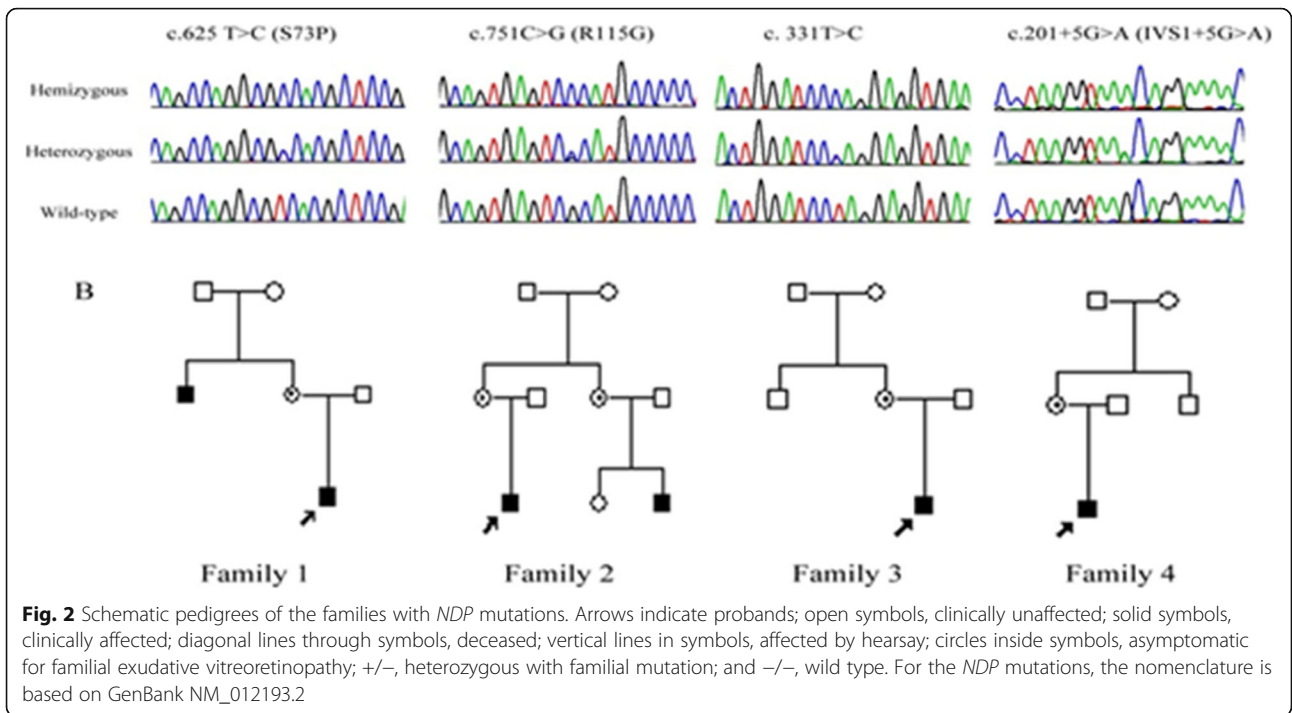 c.625 T>C (S73P) c.751C>G (R115G) c. 331T>C c.201+5G>A (IVS1+5G>A)
Hemizygous
Heterozygous
Wild-type
B
Family 1 Family 2 Family 3 Family 4
Fig. 2 Schematic pedigrees of the families with NDP mutations. Arrows indicate probands; open symbols, clinically unaffected; solid symbols,
clinically affected; diagonal lines through symbols, deceased; vertical lines in symbols, affected by hearsay; circles inside symbols, asymptomatic
for familial exudative vitreoretinopathy; +/−, heterozygous with familial mutation; and −/−, wild type. For the NDP mutations, the nomenclature is
based on GenBank NM_012193.2